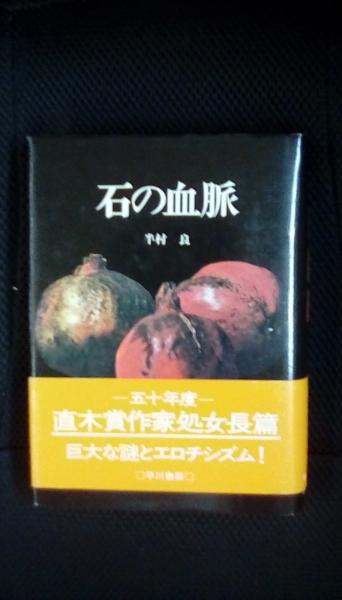 石の血脈
半村 良
—五十年度—
直木賞作家処女長篇
巨大な謎とエロチシズム!
□早川書房□